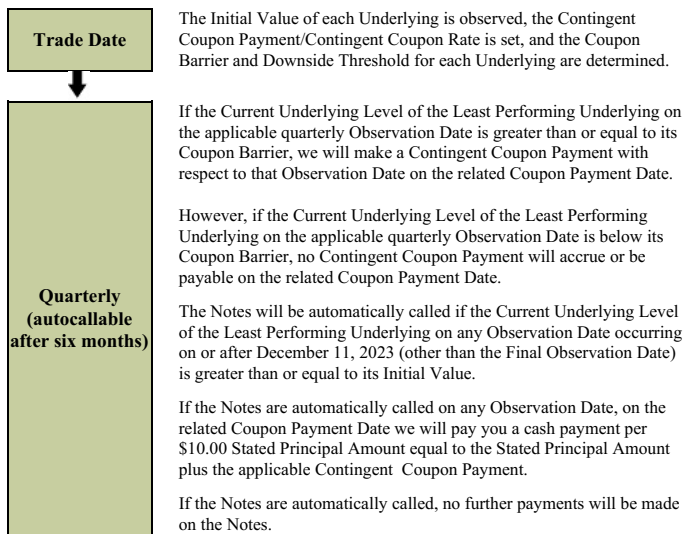 Trade Date
The Initial Value of each Underlying is observed, the Contingent
Coupon Payment/Contingent Coupon Rate is set, and the Coupon
Barrier and Downside Threshold for each Underlying are determined.
Quarterly
(autocallable
after six months)
If the Current Underlying Level of the Least Performing Underlying on
the applicable quarterly Observation Date is greater than or equal to its
Coupon Barrier, we will make a Contingent Coupon Payment with
respect to that Observation Date on the related Coupon Payment Date.
However, if the Current Underlying Level of the Least Performing
Underlying on the applicable quarterly Observation Date is below its
Coupon Barrier, no Contingent Coupon Payment will accrue or be
payable on the related Coupon Payment Date.
The Notes will be automatically called if the Current Underlying Level
of the Least Performing Underlying on any Observation Date occurring
on or after December 11, 2023 (other than the Final Observation Date)
is greater than or equal to its Initial Value.
If the Notes are automatically called on any Observation Date, on the
related Coupon Payment Date we will pay you a cash payment per
$10.00 Stated Principal Amount equal to the Stated Principal Amount
plus the applicable Contingent Coupon Payment.
If the Notes are automatically called, no further payments will be made
on the Notes.